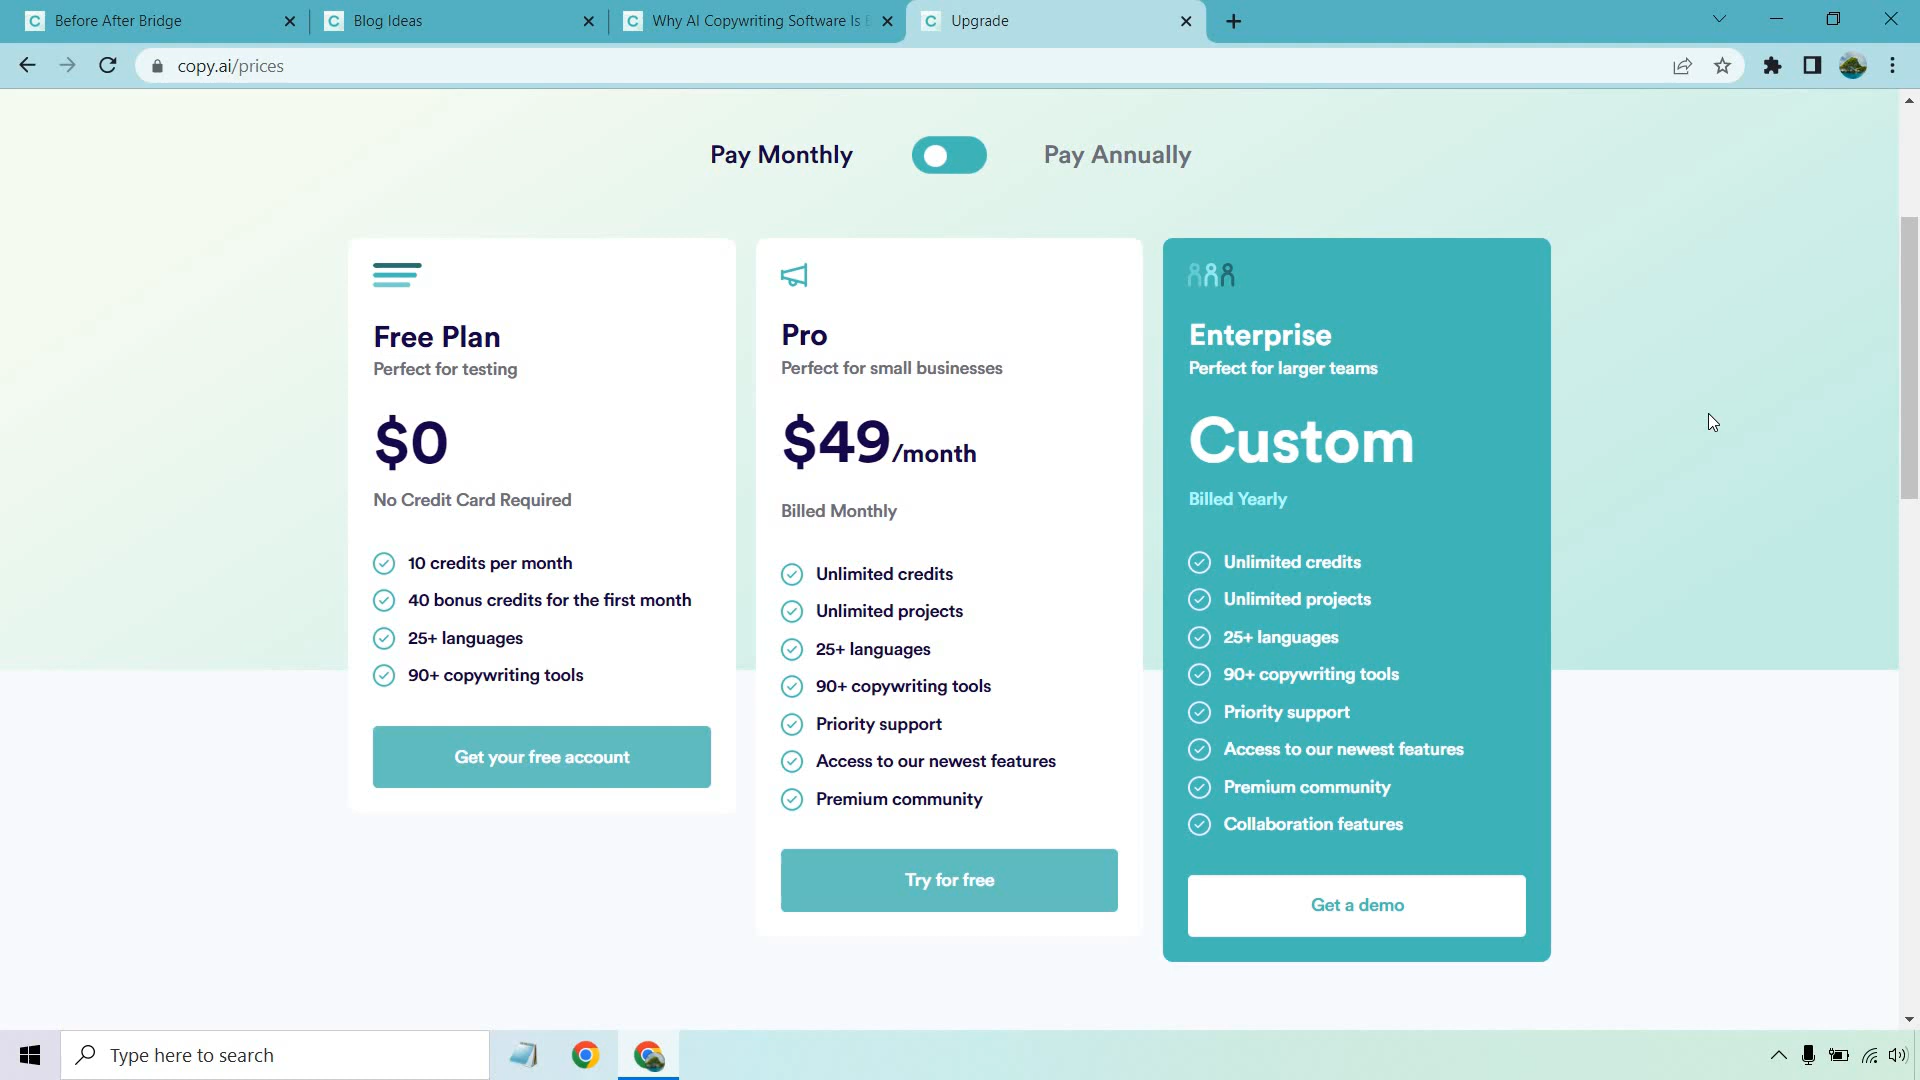 Before After Bridge
Blog Ideas
Why AI Copywriting Software Is
Upgrade
copy.ai/prices
Pay Monthly
Pay Annually
Free Plan
Perfect for testing
$0
No Credit Card Required
10 credits per month
40 bonus credits for the first month
25+ languages
90+ copywriting tools
Get your free account
Pro
Perfect for small businesses
$49/month
Billed Monthly
Unlimited credits
Unlimited projects
25+ languages
90+ copywriting tools
Priority support
Access to our newest features
Premium community
Try for free
Enterprise
Perfect for larger teams
Custom
Billed Yearly
Unlimited credits
Unlimited projects
25+ languages
90+ copywriting tools
Priority support
Access to our newest features
Premium community
Collaboration features
Get a demo
Type here to search